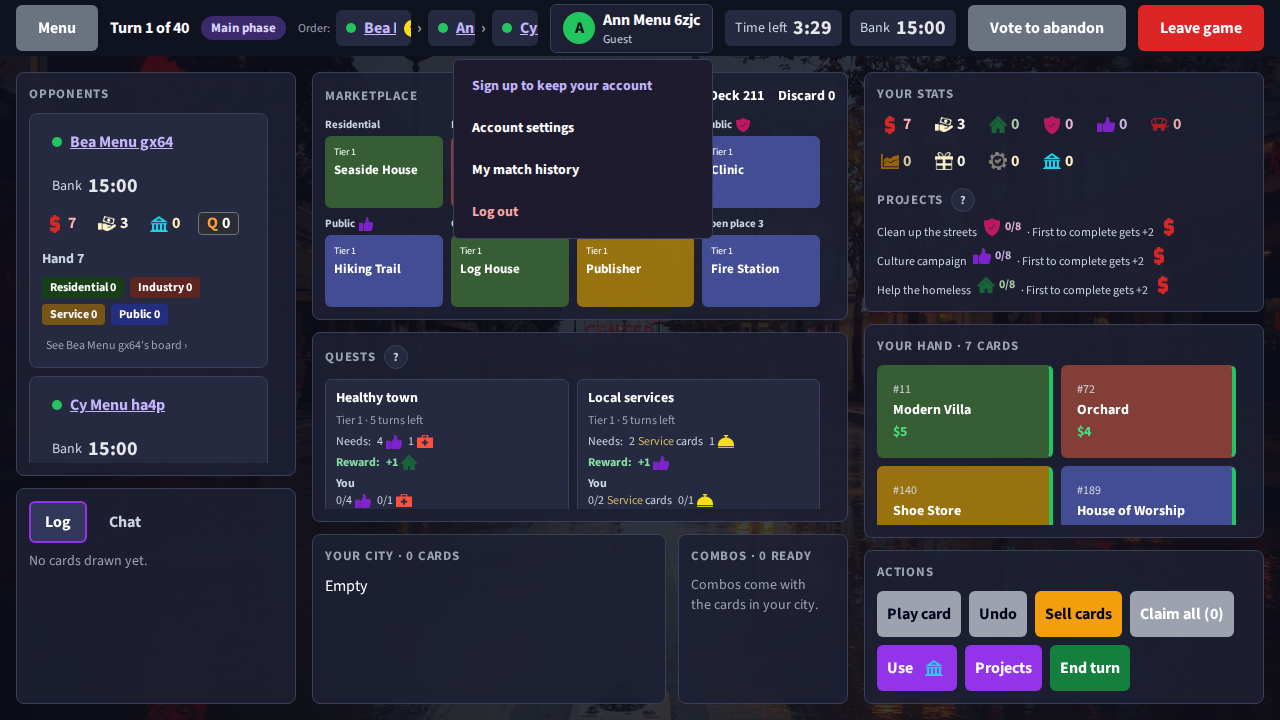 Menu
Turn 1 of 40
Main phase
Order:
Bea
›
An
›
Cy
A
Ann Menu 6zjc
Guest
Time left 3:29
Bank 15:00
Vote to abandon
Leave game
Sign up to keep your account
Account settings
My match history
Log out
OPPONENTS
Bea Menu gx64
Bank 15:00
7 3 0 Q 0
Hand 7
Residential 0 Industry 0
Service 0 Public 0
See Bea Menu gx64's board ›
Cy Menu ha4p
Bank 15:00
Log Chat
No cards drawn yet.
MARKETPLACE
Deck 211 Discard 0
Residential
Tier 1
Seaside House
Tier 1
Clinic
Public
Tier 1
Hiking Trail
Tier 1
Log House
Tier 1
Publisher
Open place 3
Tier 1
Fire Station
QUESTS ?
Healthy town
Tier 1 · 5 turns left
Needs: 4 1
Reward: +1
You
0/4 0/1
Local services
Tier 1 · 5 turns left
Needs: 2 Service cards 1
Reward: +1
You
0/2 Service cards 0/1
YOUR CITY · 0 CARDS
Empty
COMBOS · 0 READY
Combos come with
the cards in your city.
YOUR STATS
7 3 0 0 0 0
0 0 0 0
PROJECTS ?
Clean up the streets 0/8 · First to complete gets +2
Culture campaign 0/8 · First to complete gets +2
Help the homeless 0/8 · First to complete gets +2
YOUR HAND · 7 CARDS
#11
Modern Villa
$5
#72
Orchard
$4
#140
Shoe Store
#189
House of Worship
ACTIONS
Play card Undo Sell cards Claim all (0)
Use Projects End turn